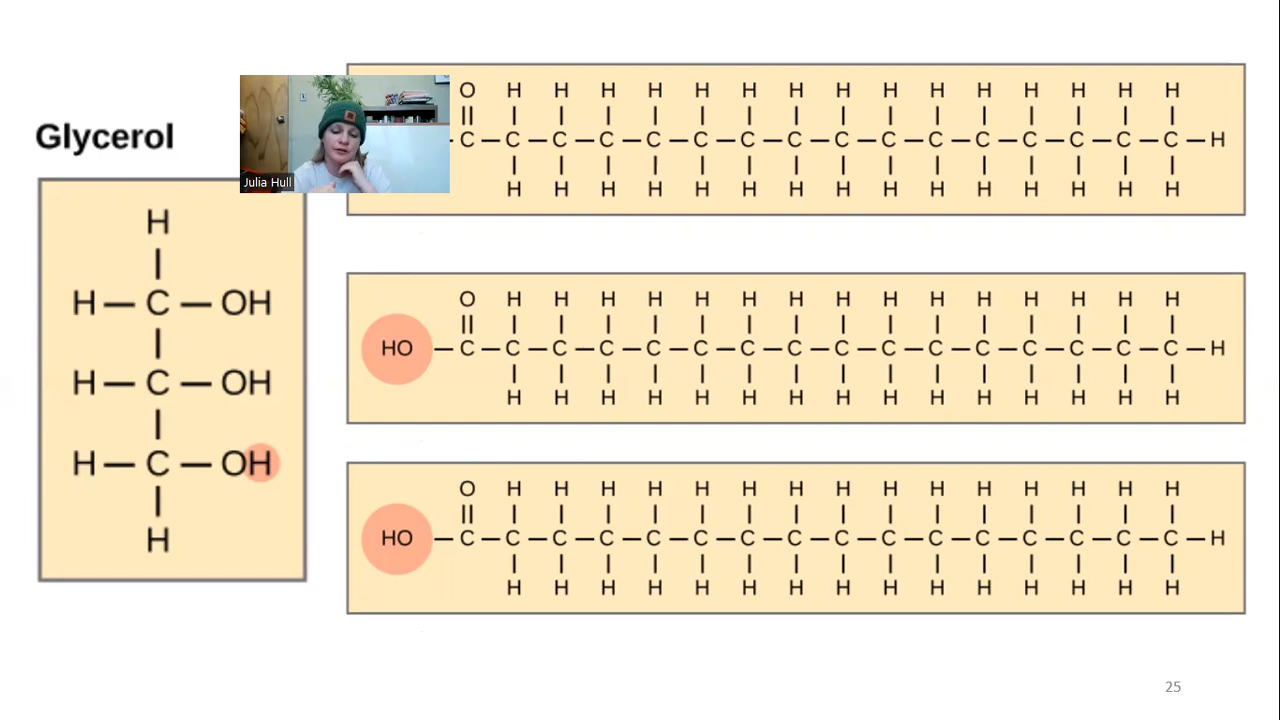 Glycerol
H
H—C—OH
H—C—OH
H—C—OH
H
Julia Hull
O H H H H H H H H H H H H H H H
C—C—C—C—C—C—C—C—C—C—C—C—C—C—C—C—H
H H H H H H H H H H H H H H H
O H H H H H H H H H H H H H H H
HO—C—C—C—C—C—C—C—C—C—C—C—C—C—C—C—C—H
H H H H H H H H H H H H H H H
O H H H H H H H H H H H H H H H
HO—C—C—C—C—C—C—C—C—C—C—C—C—C—C—C—C—H
H H H H H H H H H H H H H H H
25